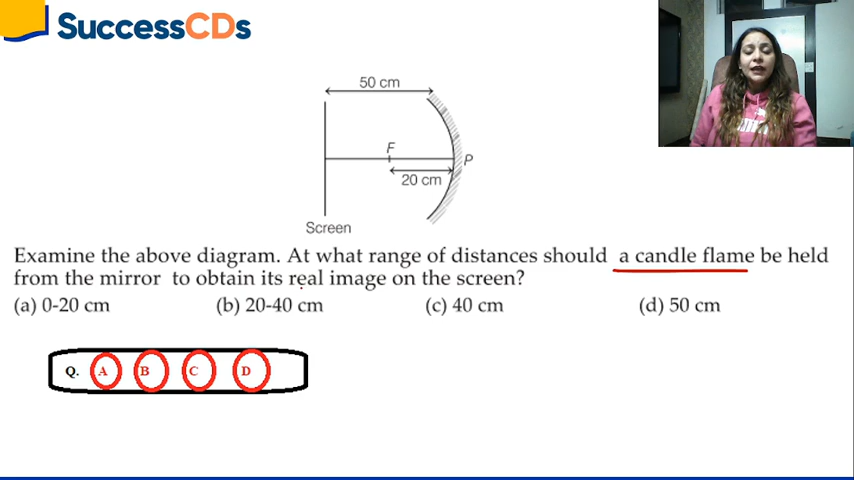 SuccessCDs
50 cm
F
P
20 cm
Screen
Examine the above diagram. At what range of distances should a candle flame be held
from the mirror to obtain its real image on the screen?
(a) 0-20 cm (b) 20-40 cm (c) 40 cm (d) 50 cm
Q. A B C D